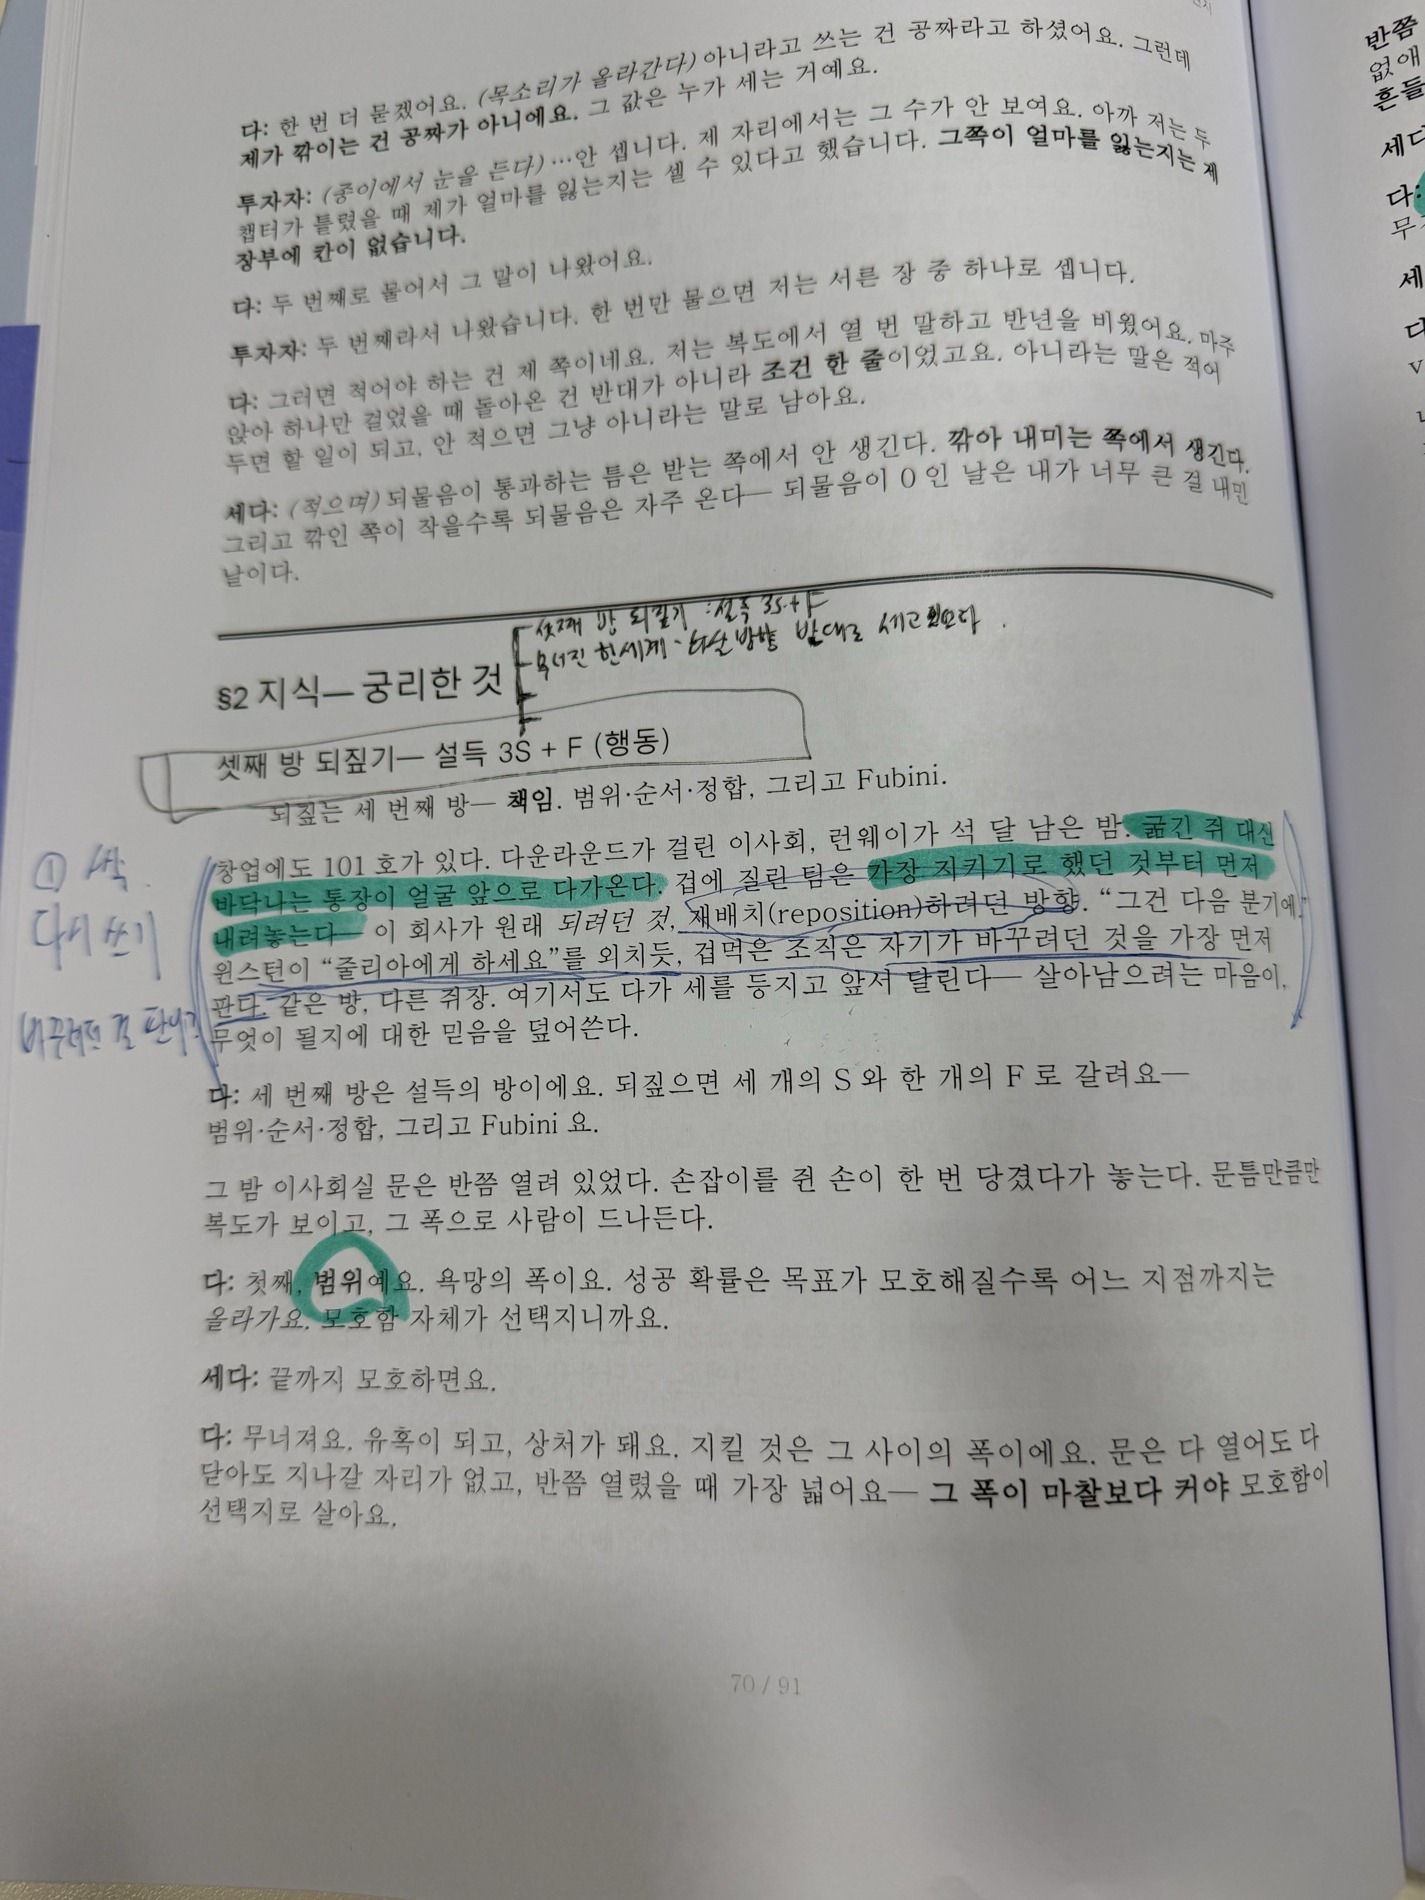 다: 한 번 더 묻겠어요. (목소리가 올라간다) 아니라고 쓰는 건 공짜라고 하셨어요. 그런데
제가 깎이는 건 공짜가 아니에요. 그 값은 누가 세는 거예요.
투자자: (종이에서 눈을 든다) …안 셉니다. 제 자리에서는 그 수가 안 보여요. 아까 저는 두
챕터가 틀렸을 때 제가 얼마를 잃는지는 셀 수 있다고 했습니다. 그쪽이 얼마를 잃는지는 제
장부에 칸이 없습니다.
다: 두 번째로 물어서 그 말이 나왔어요.
투자자: 두 번째라서 나왔습니다. 한 번만 물으면 저는 서른 장 중 하나로 셉니다.
다: 그러면 적어야 하는 건 제 쪽이네요. 저는 복도에서 열 번 말하고 반년을 비웠어요. 마주
앉아 하나만 걸었을 때 돌아온 건 반대가 아니라 조건 한 줄이었고요. 아니라는 말은 적어
두면 할 일이 되고, 안 적으면 그냥 아니라는 말로 남아요.
세다: (적으며) 되물음이 통과하는 틈은 받는 쪽에서 안 생긴다. 깎아 내미는 쪽에서 생긴다.
그리고 깎인 쪽이 작을수록 되물음은 자주 온다— 되물음이 0 인 날은 내가 너무 큰 걸 내민
날이다.
셋째 방 되짚기 : 설득 3S+F
무너진 한세계
§2 지식— 궁리한 것
셋째 방 되짚기— 설득 3S + F (행동)
되짚는 세 번째 방— 책임. 범위·순서·정합, 그리고 Fubini.
창업에도 101 호가 있다. 다운라운드가 걸린 이사회, 런웨이가 석 달 남은 밤. 굶긴 쥐 대신
바닥나는 통장이 얼굴 앞으로 다가온다. 겁에 질린 팀은 가장 지키기로 했던 것부터 먼저
내려놓는다— 이 회사가 원래 되려던 것, 재배치(reposition)하려던 방향. “그건 다음 분기에.”
윈스턴이 “줄리아에게 하세요”를 외치듯, 겁먹은 조직은 자기가 바꾸려던 것을 가장 먼저
판다. 같은 방, 다른 쥐장. 여기서도 다가 세를 등지고 앞서 달린다— 살아남으려는 마음이,
무엇이 될지에 대한 믿음을 덮어쓴다.
①
다시 쓰기
바꾸려던 걸
다: 세 번째 방은 설득의 방이에요. 되짚으면 세 개의 S 와 한 개의 F 로 갈려요—
범위·순서·정합, 그리고 Fubini 요.
그 밤 이사회실 문은 반쯤 열려 있었다. 손잡이를 쥔 손이 한 번 당겼다가 놓는다. 문틈만큼만
복도가 보이고, 그 폭으로 사람이 드나든다.
다: 첫째, 범위예요. 욕망의 폭이요. 성공 확률은 목표가 모호해질수록 어느 지점까지는
올라가요. 모호함 자체가 선택지니까요.
세다: 끝까지 모호하면요.
다: 무너져요. 유혹이 되고, 상처가 돼요. 지킬 것은 그 사이의 폭이에요. 문은 다 열어도 다
닫아도 지나갈 자리가 없고, 반쯤 열렸을 때 가장 넓어요— 그 폭이 마찰보다 커야 모호함이
선택지로 살아요.
70 / 91
반쯤
없애
흔들
세다
다:
무
세
다